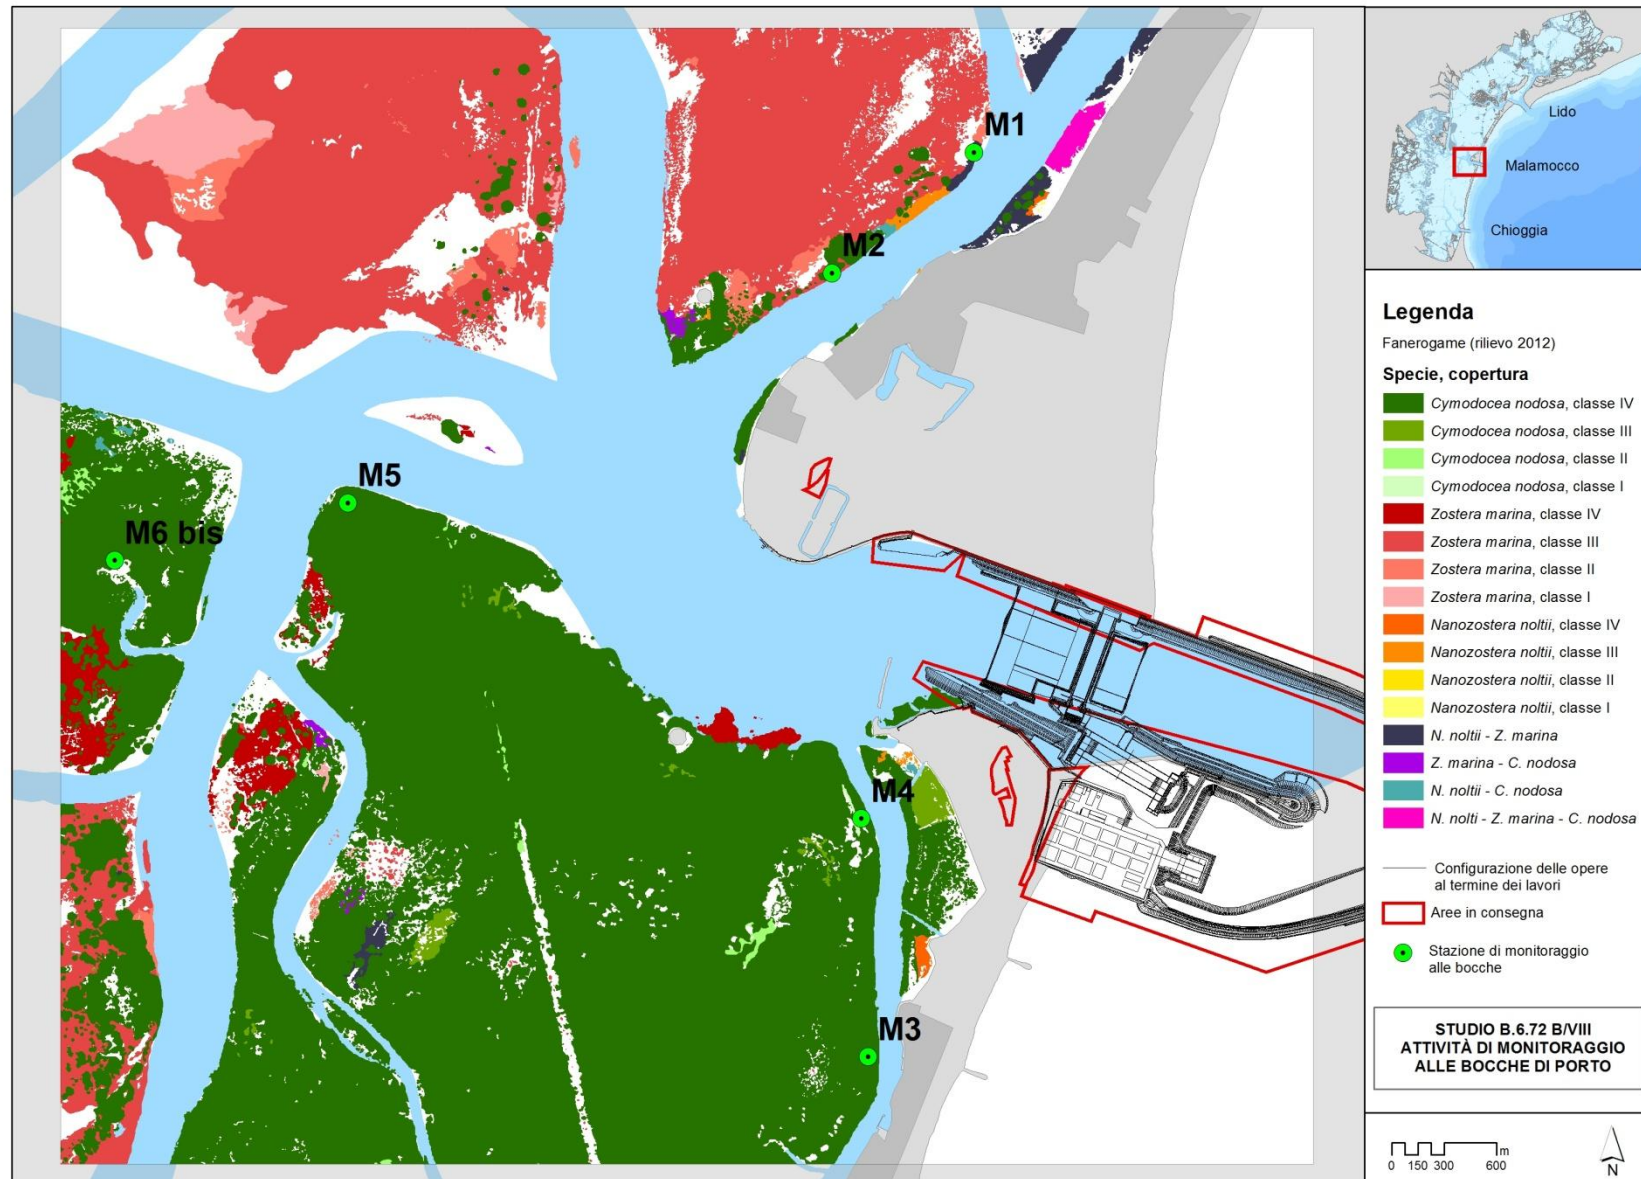 M1
M2
M5
M6 bis
M4
M3
Lido
Malamocco
Chioggia
Legenda
Fanerogame (rilievo 2012)
Specie, copertura
Cymodocea nodosa, classe IV
Cymodocea nodosa, classe III
Cymodocea nodosa, classe II
Cymodocea nodosa, classe I
Zostera marina, classe IV
Zostera marina, classe III
Zostera marina, classe II
Zostera marina, classe I
Nanozostera noltii, classe IV
Nanozostera noltii, classe III
Nanozostera noltii, classe II
Nanozostera noltii, classe I
N. noltii - Z. marina
Z. marina - C. nodosa
N. noltii - C. nodosa
N. nolti - Z. marina - C. nodosa
Configurazione delle opere
al termine dei lavori
Aree in consegna
Stazione di monitoraggio
alle bocche
STUDIO B.6.72 B/VIII
ATTIVITÀ DI MONITORAGGIO
ALLE BOCCHE DI PORTO
m
0 150 300 600
N